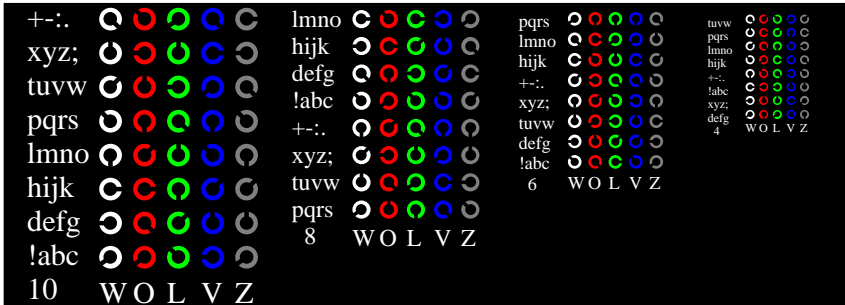 +-:.
xyz;
tuvw
pqrs
lmno
hijk
defg
!abc
10 W O L V Z
lmno
hijk
defg
!abc
+-:.
xyz;
tuvw
pqrs
8 W O L V Z
pqrs
lmno
hijk
+-:.
xyz;
tuvw
defg
!abc
6 W O L V Z
tuvw
pqrs
lmno
hijk
+-:.
!abc
xyz;
defg
4 W O L V Z